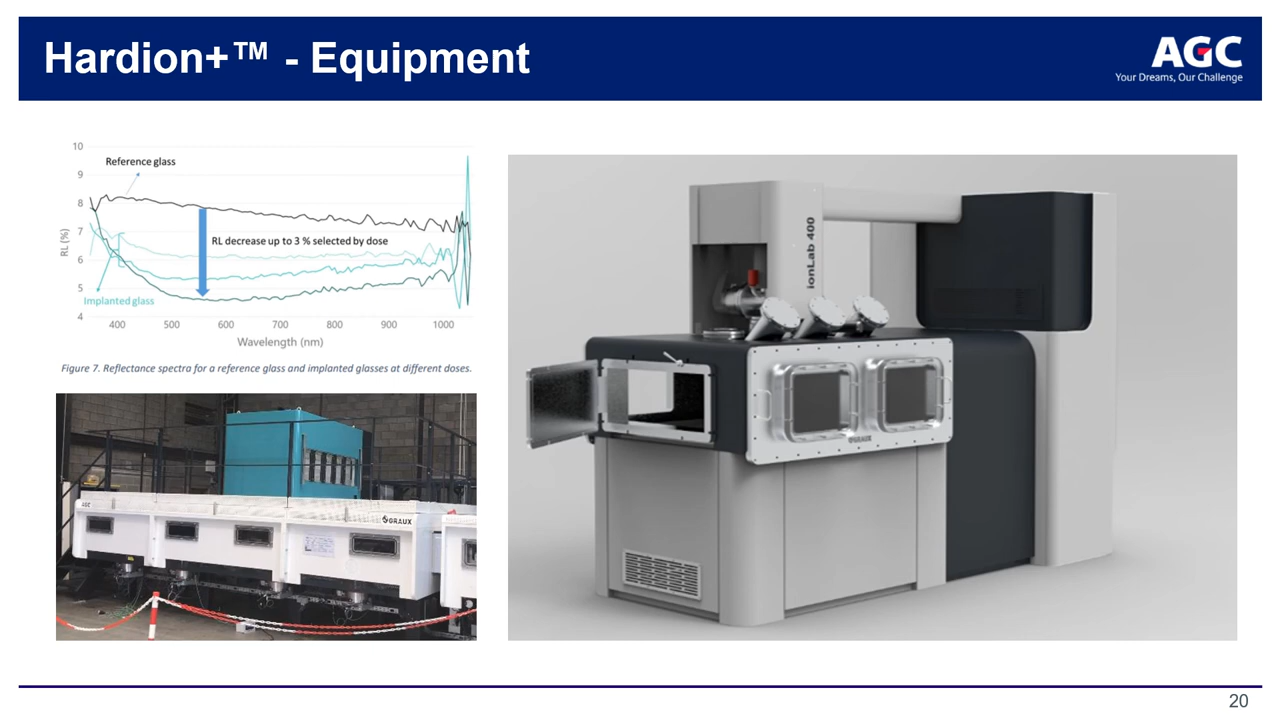 Hardion+™ - Equipment
AGC
Your Dreams, Our Challenge
10
9
8
7
6
5
4
RL (%)
Reference glass
RL decrease up to 3 % selected by dose
Implanted glass
400 500 600 700 800 900 1000
Wavelength (nm)
Figure 7. Reflectance spectra for a reference glass and implanted glasses at different doses.
AGC
GRAUX
ionLab 400
GRAUX
20